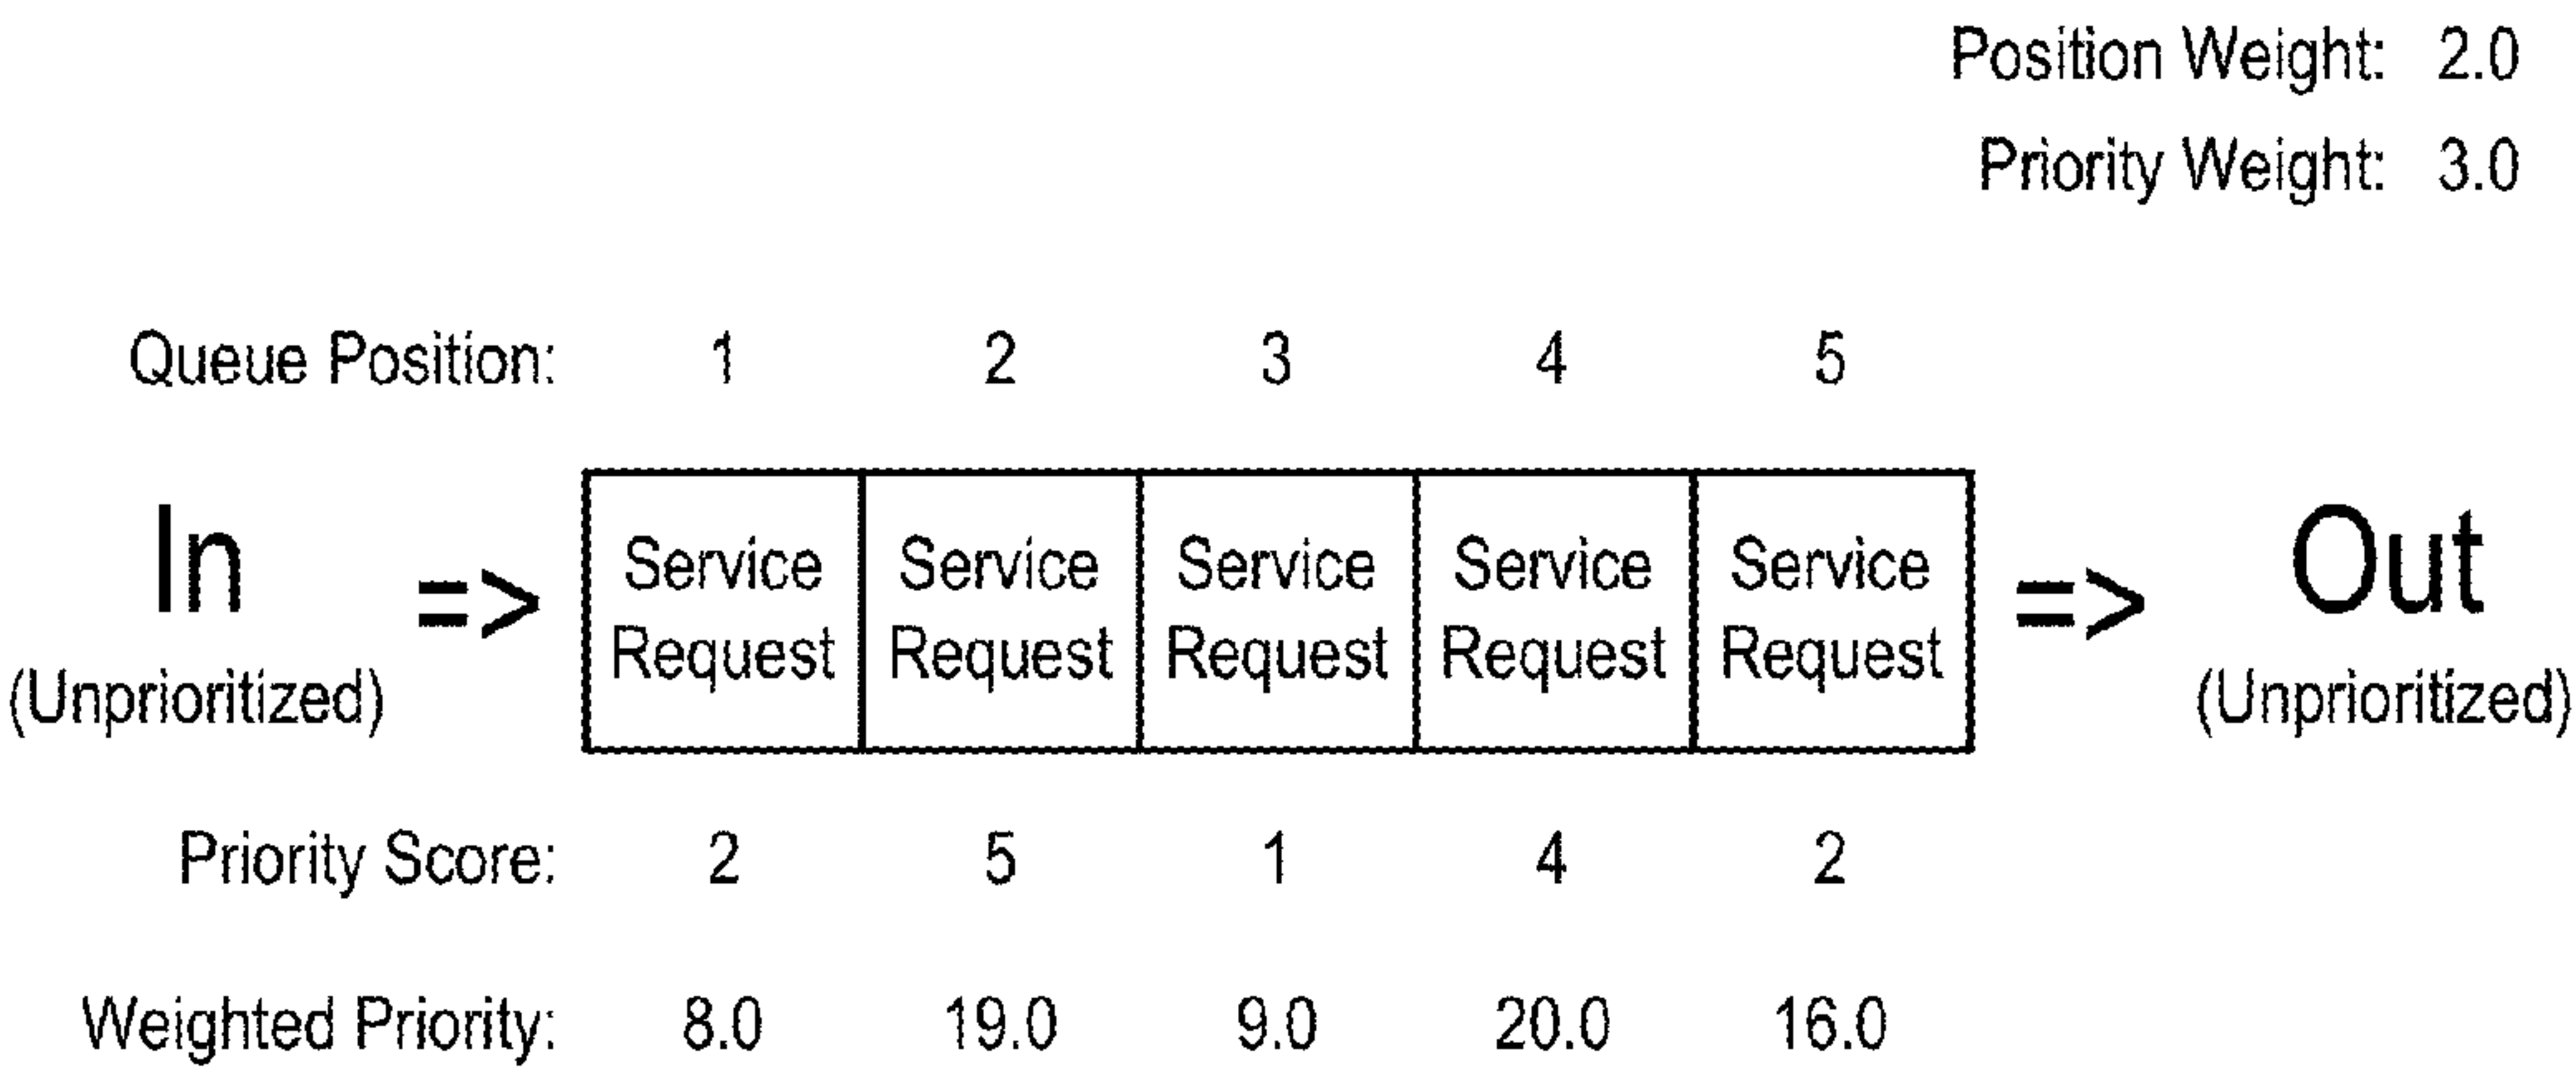 Position Weight: 2.0
Priority Weight: 3.0
Queue Position: 1 2 3 4 5
In
(Unprioritized)
=>
Service Request
Service Request
Service Request
Service Request
Service Request
=>
Out
(Unprioritized)
Priority Score: 2 5 1 4 2
Weighted Priority: 8.0 19.0 9.0 20.0 16.0